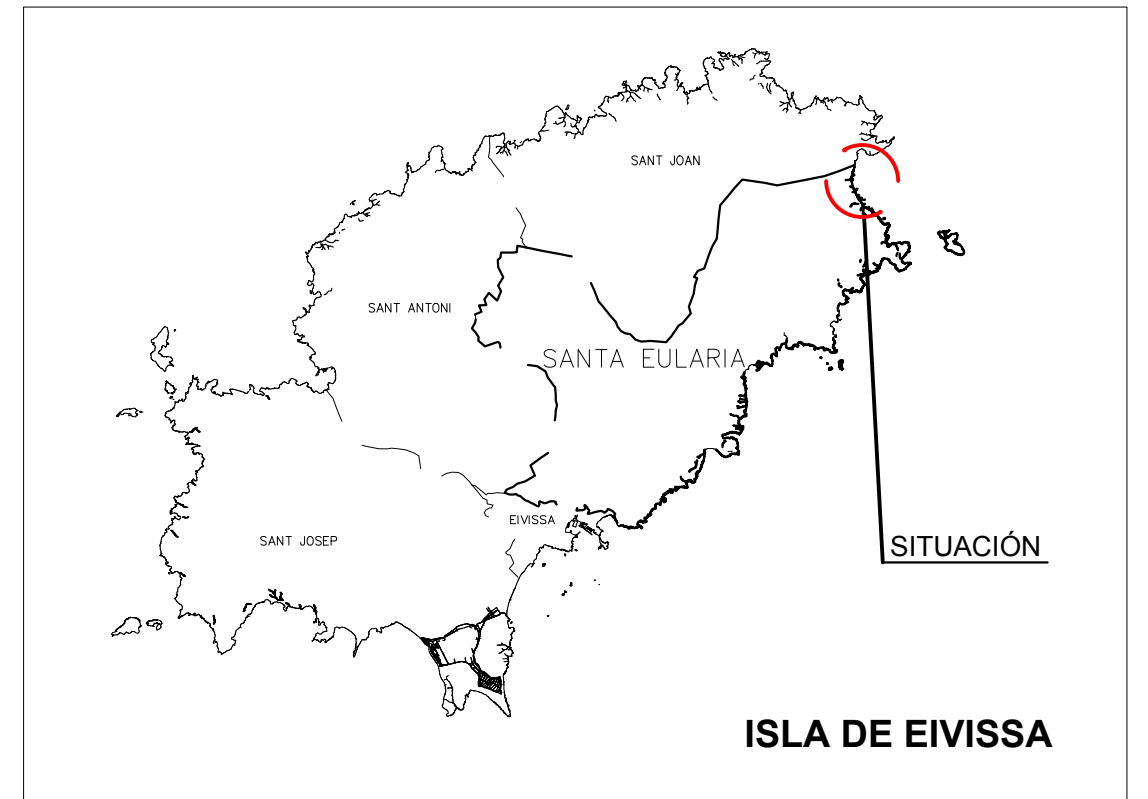 SANT JOAN
SANT ANTONI
SANTA EULARIA
EIVISSA
SANT JOSEP
SITUACIÓN
ISLA DE EIVISSA